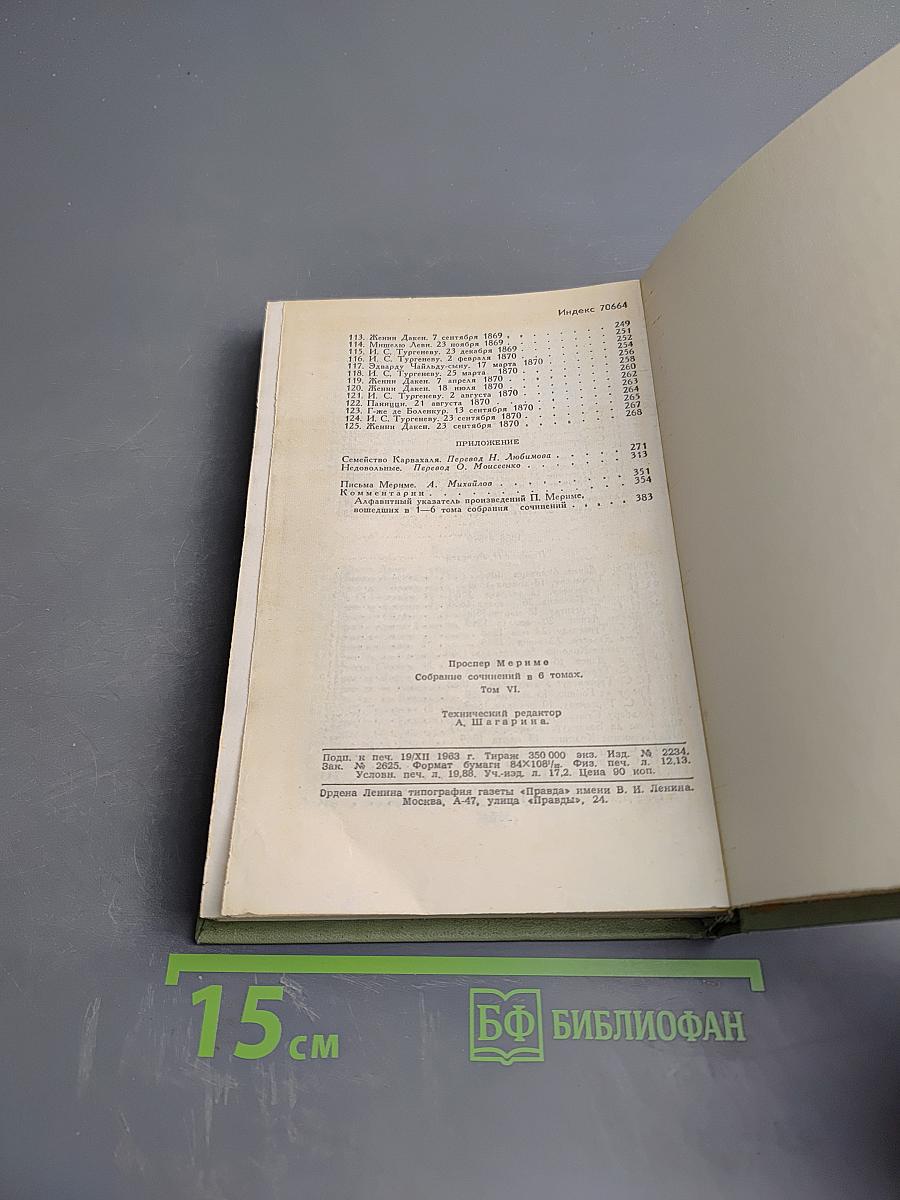 Индекс 70664
113. Женни Дакен. 7 сентября 1869 . . . . . . . . 249
114. Мишелю Леви. 23 ноября 1869 . . . . . . . . 251
115. И. С. Тургеневу. 23 декабря 1869 . . . . . . . . 252
116. И. С. Тургеневу. 2 февраля 1870 . . . . . . . . 254
117. Эдварду Чайльду-сыну. 17 марта 1870 . . . . . . 256
118. И. С. Тургеневу. 25 марта 1870 . . . . . . . . 258
119. Женни Дакен. 7 апреля 1870 . . . . . . . . 260
120. Женни Дакен. 18 июля 1870 . . . . . . . . 262
121. И. С. Тургеневу. 2 августа 1870 . . . . . . . . 263
122. Паницци. 21 августа 1870 . . . . . . . . 264
123. Г-же де Боленкур. 13 сентября 1870 . . . . . . 265
124. И. С. Тургеневу. 23 сентября 1870 . . . . . . . 267
125. Женни Дакен. 23 сентября 1870 . . . . . . . . 268
ПРИЛОЖЕНИЕ
Семейство Карвахаля. Перевод Н. Любимова . . . . . 271
Недовольные. Перевод О. Моисеенко . . . . . . . 313
Письма Мериме. А. Михайлов . . . . . . . . 351
Комментарии . . . . . . . . . . . . 354
Алфавитный указатель произведений П. Мериме,
вошедших в 1—6 тома собрания сочинений . . . . . 383
Проспер Мериме
Собрание сочинений в 6 томах.
Том VI.
Технический редактор
А. Шагарина.
Подп. к печ. 19/XII 1963 г. Тираж 350 000 экз. Изд. № 2234.
Зак. № 2625. Формат бумаги 84×108¹/₃₂. Физ. печ. л. 12,13.
Условн. печ. л. 19,88. Уч.-изд. л. 17,2. Цена 90 коп.
Ордена Ленина типография газеты «Правда» имени В. И. Ленина.
Москва, А-47, улица «Правды», 24.
15 см
БФ БИБЛИОФАН